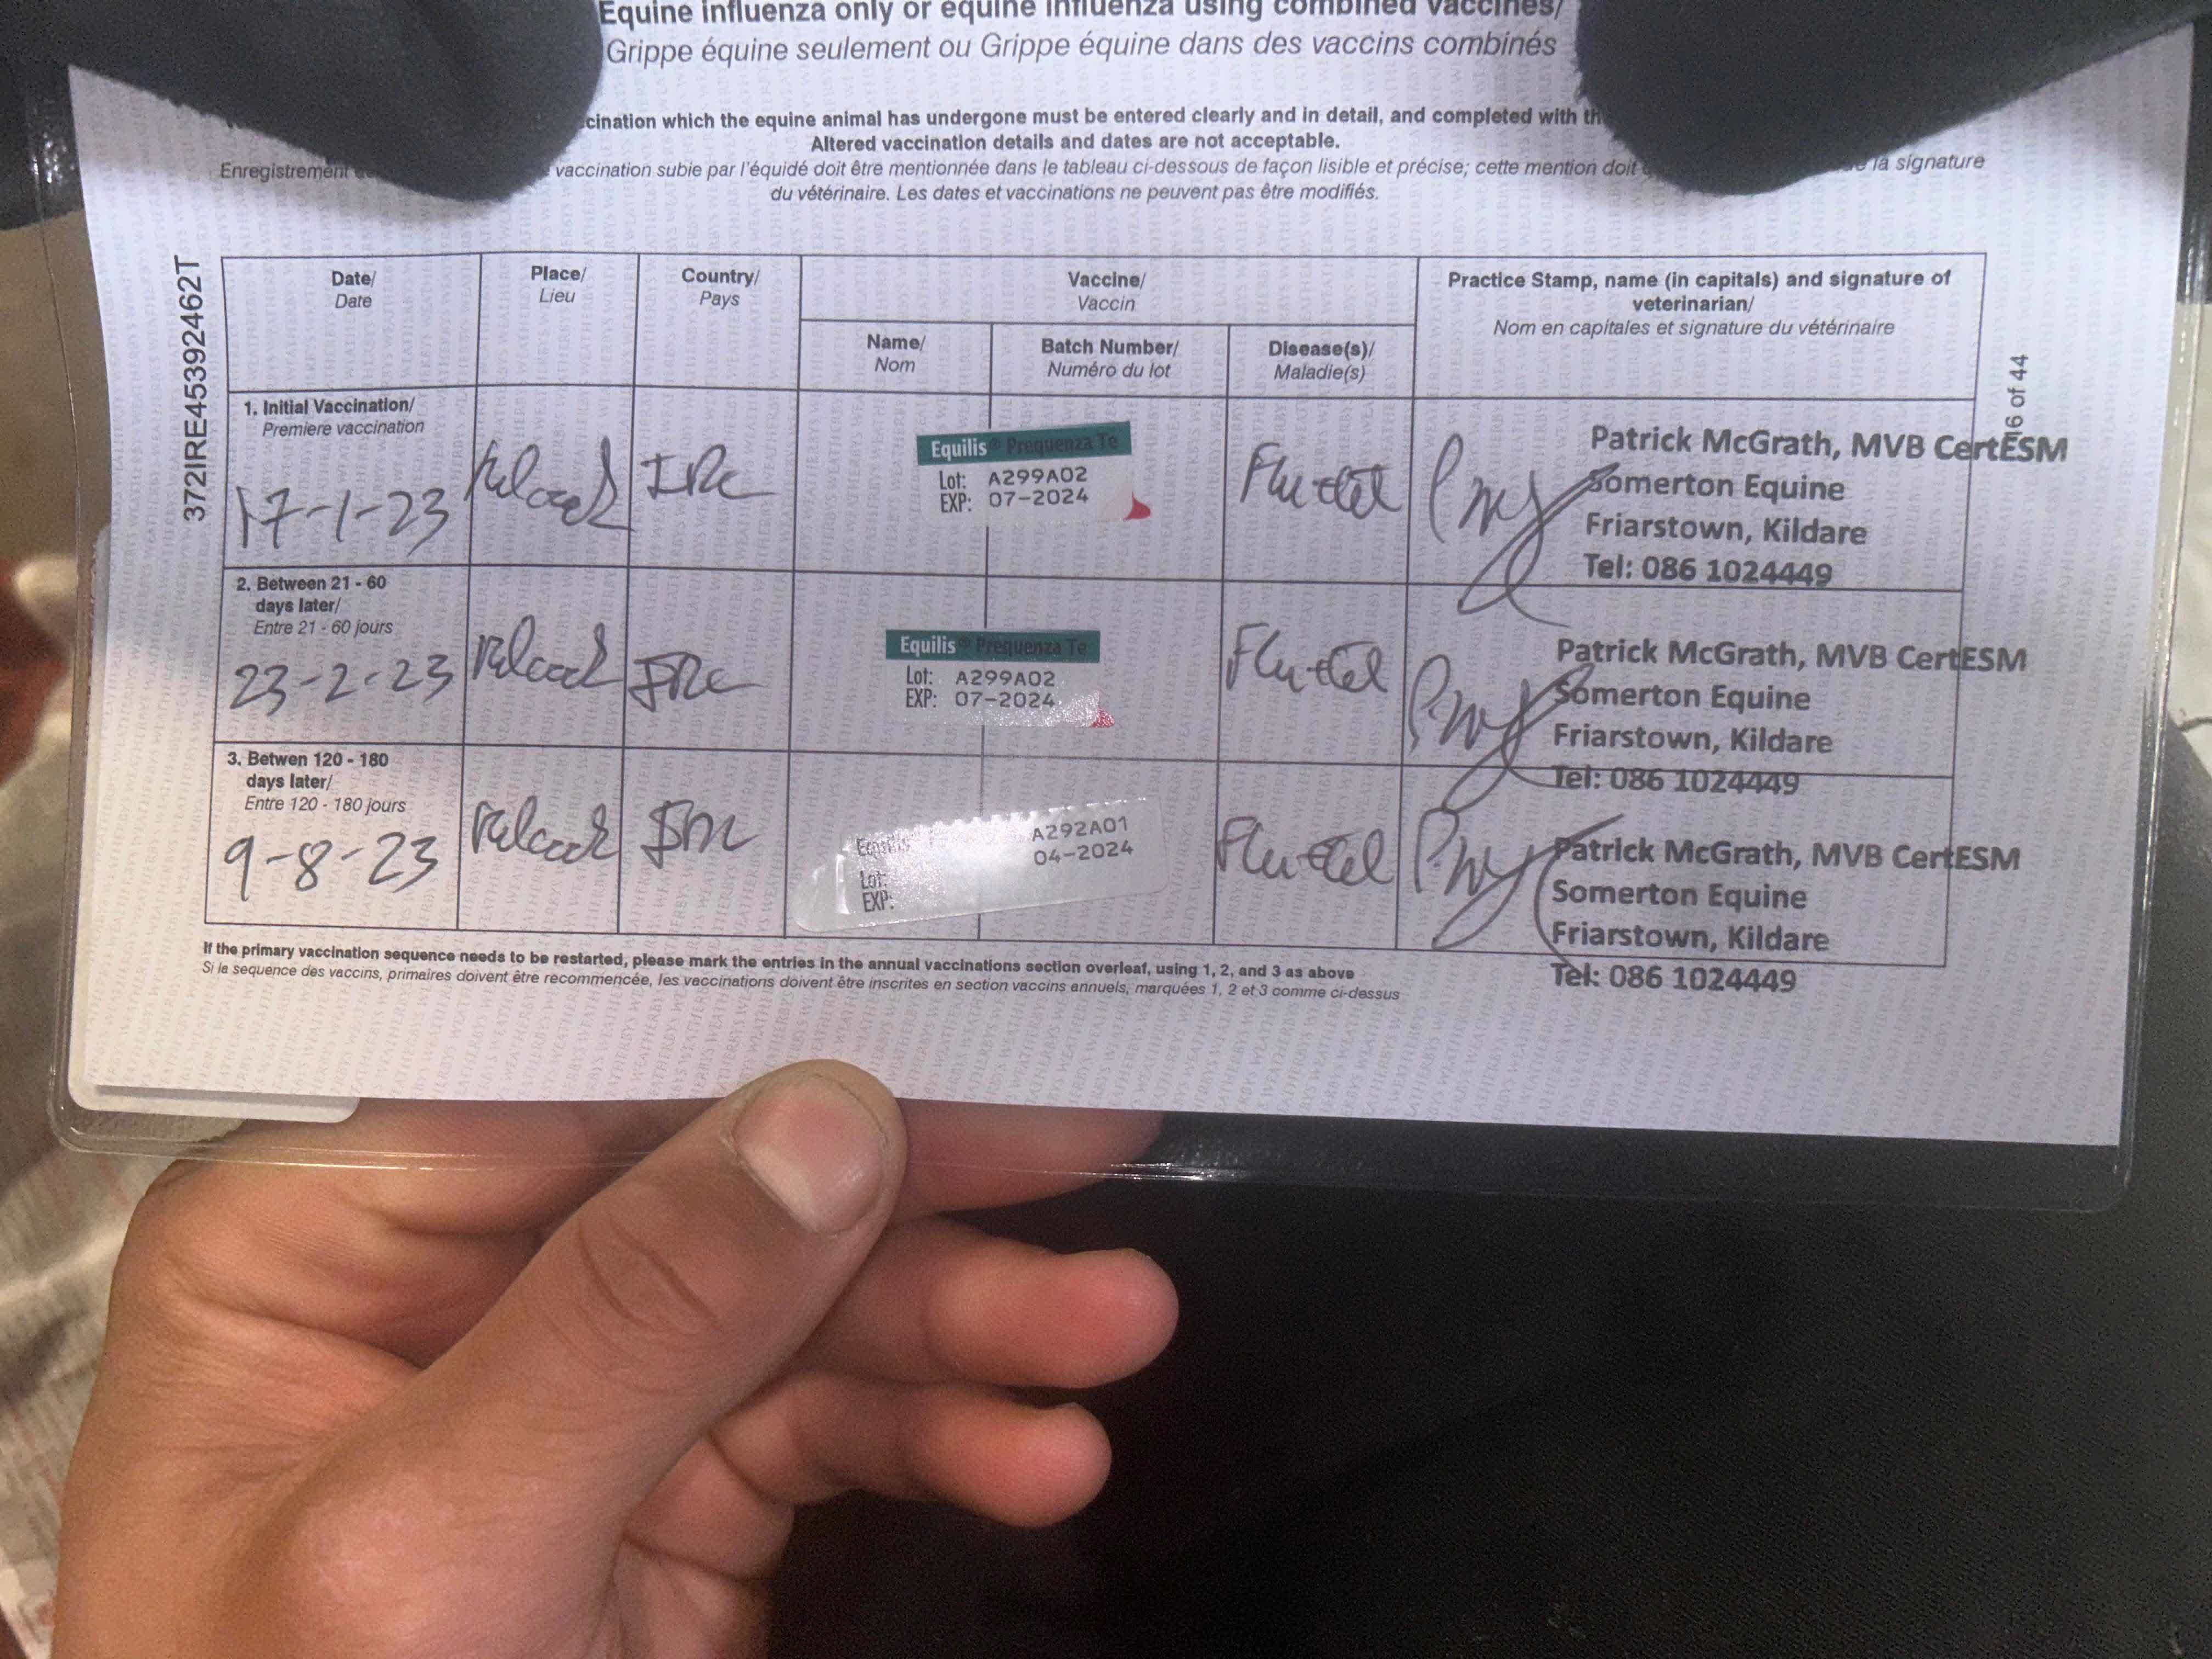 Equine influenza only or equine influenza using combined vaccines/
Grippe équine seulement ou Grippe équine dans des vaccins combinés
cination which the equine animal has undergone must be entered clearly and in detail, and completed with th
Altered vaccination details and dates are not acceptable.
Enregistrement vaccination subie par l'équidé doit être mentionnée dans le tableau ci-dessous de façon lisible et précise; cette mention doit la signature
du vétérinaire. Les dates et vaccinations ne peuvent pas être modifiés.
372IRE45392462T
16 of 44
Date/
Date
Place/
Lieu
Country/
Pays
Vaccine/
Vaccin
Practice Stamp, name (in capitals) and signature of
veterinarian/
Nom en capitales et signature du vétérinaire
Name/
Nom
Batch Number/
Numéro du lot
Disease(s)/
Maladie(s)
1. Initial Vaccination/
Premiere vaccination
17-1-23
IRe
Equilis® Prequenza Te
Lot: A299A02
EXP: 07-2024
Flu-tet
Patrick McGrath, MVB CertESM
Somerton Equine
Friarstown, Kildare
Tel: 086 1024449
2. Between 21 - 60
days later/
Entre 21 - 60 jours
23-2-23
IRe
Equilis® Prequenza Te
Lot: A299A02
EXP: 07-2024
Flu-tet
Patrick McGrath, MVB CertESM
Somerton Equine
Friarstown, Kildare
Tel: 086 1024449
3. Betwen 120 - 180
days later/
Entre 120 - 180 jours
9-8-23
Equilis
A292A01
04-2024
Lot:
EXP:
Flu-tet
Patrick McGrath, MVB CertESM
Somerton Equine
Friarstown, Kildare
Tel: 086 1024449
If the primary vaccination sequence needs to be restarted, please mark the entries in the annual vaccinations section overleaf, using 1, 2, and 3 as above
Si la sequence des vaccins, primaires doivent être recommencée, les vaccinations doivent être inscrites en section vaccins annuels, marquées 1, 2 et 3 comme ci-dessus